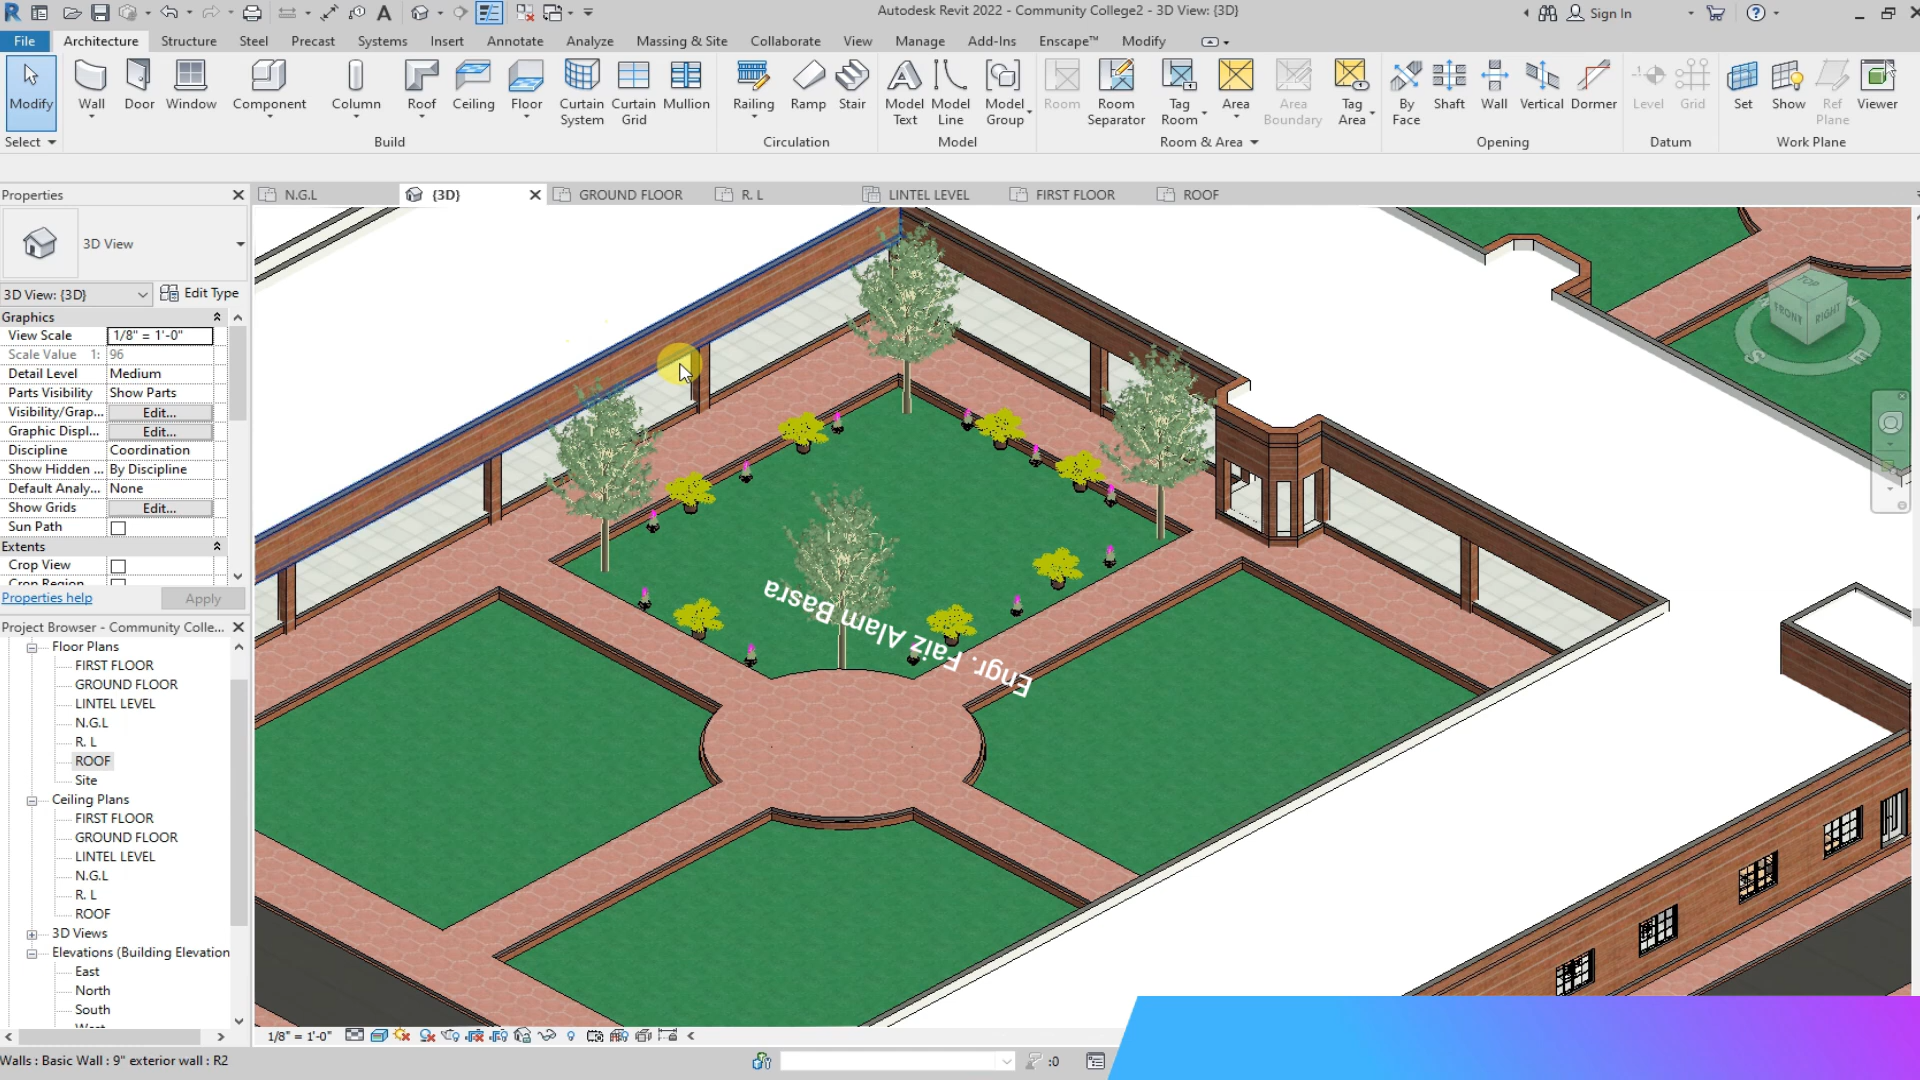 Autodesk Revit 2022 - Community College2 - 3D View: {3D}
Sign In
File
Architecture
Structure
Steel
Precast
Systems
Insert
Annotate
Analyze
Massing & Site
Collaborate
View
Manage
Add-Ins
Enscape™
Modify
Modify
Wall
Door
Window
Component
Column
Roof
Ceiling
Floor
Curtain System
Curtain Grid
Mullion
Railing
Ramp
Stair
Model Text
Model Line
Model Group
Room
Room Separator
Tag Room
Area
Area Boundary
Tag Area
By Face
Shaft
Wall
Vertical
Dormer
Level
Grid
Set
Show
Ref Plane
Viewer
Select
Build
Circulation
Model
Room & Area
Opening
Datum
Work Plane
Properties
N.G.L
{3D}
GROUND FLOOR
R. L
LINTEL LEVEL
FIRST FLOOR
ROOF
3D View
3D View: {3D}
Edit Type
Graphics
View Scale
1/8" = 1'-0"
Scale Value 1:
96
Detail Level
Medium
Parts Visibility
Show Parts
Visibility/Grap...
Edit...
Graphic Displ...
Edit...
Discipline
Coordination
Show Hidden ...
By Discipline
Default Analy...
None
Show Grids
Edit...
Sun Path
Extents
Crop View
Crop Region
Properties help
Apply
Project Browser - Community Colle...
Floor Plans
FIRST FLOOR
GROUND FLOOR
LINTEL LEVEL
N.G.L
R. L
ROOF
Site
Ceiling Plans
FIRST FLOOR
GROUND FLOOR
LINTEL LEVEL
N.G.L
R. L
ROOF
3D Views
Elevations (Building Elevation
East
North
South
West
TOP
FRONT
RIGHT
S
E
Engr. Faiz Alam Basra
1/8" = 1'-0"
Walls : Basic Wall : 9" exterior wall : R2
:0